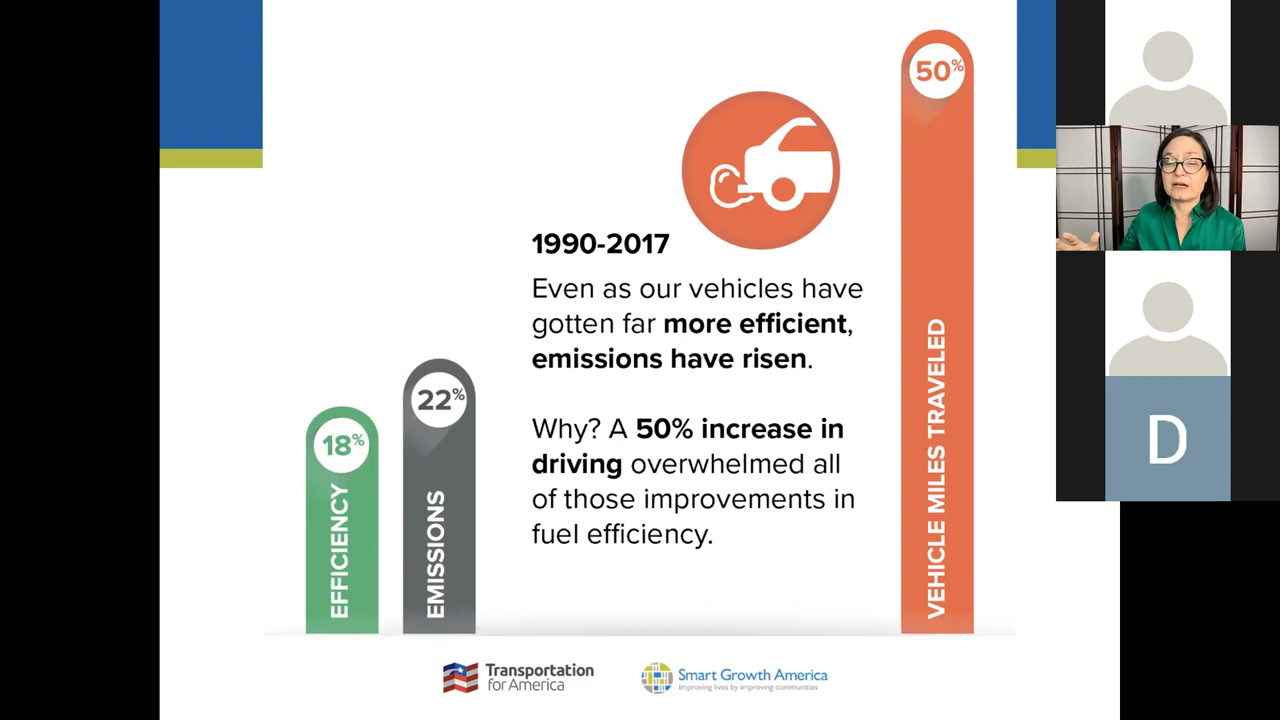 50%
1990-2017
Even as our vehicles have
gotten far more efficient,
emissions have risen.
Why? A 50% increase in
driving overwhelmed all
of those improvements in
fuel efficiency.
18%
EFFICIENCY
22%
EMISSIONS
VEHICLE MILES TRAVELED
D
Transportation
for America
Smart Growth America
Improving lives by improving communities